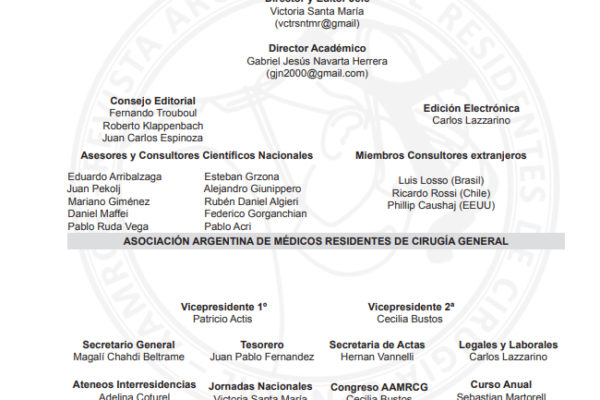 Director y Editor Jefe
Victoria Santa María
(vctrsntmr@gmail)
Director Académico
Gabriel Jesús Navarta Herrera
(gjn2000@gmail.com)
Consejo Editorial
Fernando Trouboul
Roberto Klappenbach
Juan Carlos Espinoza
Edición Electrónica
Carlos Lazzarino
Asesores y Consultores Científicos Nacionales
Eduardo Arribalzaga
Juan Pekolj
Mariano Giménez
Daniel Maffei
Pablo Ruda Vega
Esteban Grzona
Alejandro Giunippero
Rubén Daniel Algieri
Federico Gorganchian
Pablo Acri
Miembros Consultores extranjeros
Luis Losso (Brasil)
Ricardo Rossi (Chile)
Phillip Caushaj (EEUU)
ASOCIACIÓN ARGENTINA DE MÉDICOS RESIDENTES DE CIRUGÍA GENERAL
Vicepresidente 1º
Patricio Actis
Vicepresidente 2ª
Cecilia Bustos
Secretario General
Magalí Chahdi Beltrame
Tesorero
Juan Pablo Fernandez
Secretaria de Actas
Hernan Vannelli
Legales y Laborales
Carlos Lazzarino
Ateneos Interresidencias
Adelina Coturel
Jornadas Nacionales
Victoria Santa María
Congreso AAMRCG
Cecilia Bustos
Curso Anual
Sebastian Martorell